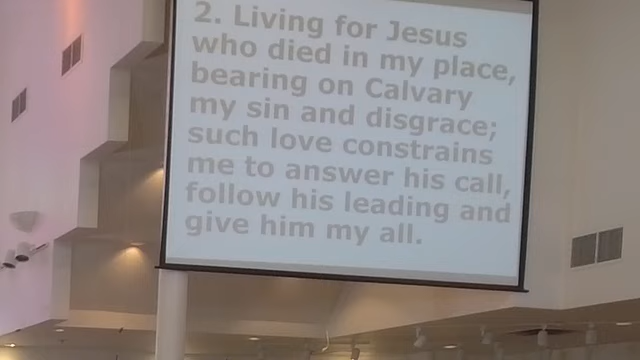 2. Living for Jesus
who died in my place,
bearing on Calvary
my sin and disgrace;
such love constrains
me to answer his call,
follow his leading and
give him my all.